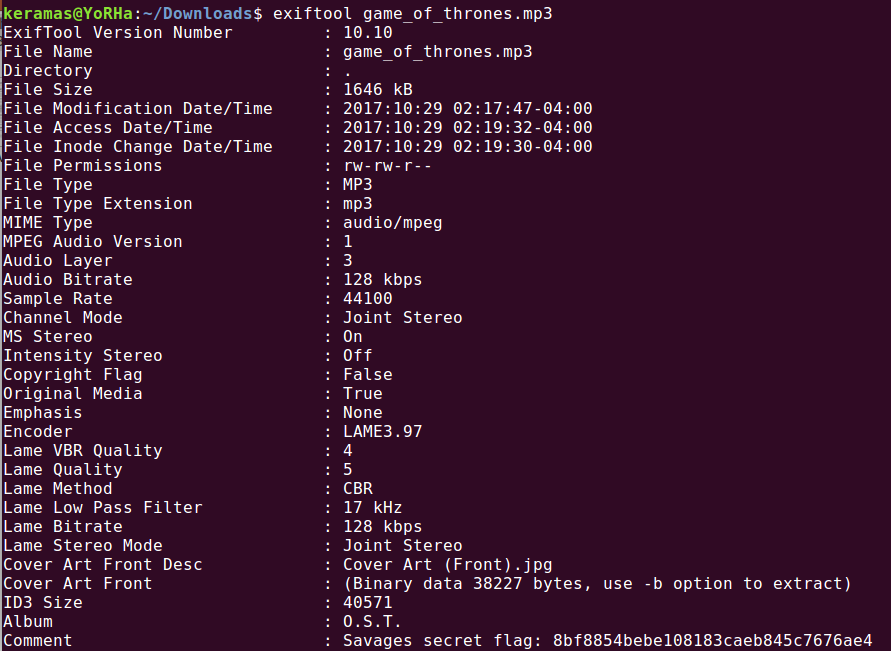 keramas@YoRHa:~/Downloads$ exiftool game_of_thrones.mp3
ExifTool Version Number : 10.10
File Name : game_of_thrones.mp3
Directory : .
File Size : 1646 kB
File Modification Date/Time : 2017:10:29 02:17:47-04:00
File Access Date/Time : 2017:10:29 02:19:32-04:00
File Inode Change Date/Time : 2017:10:29 02:19:30-04:00
File Permissions : rw-rw-r--
File Type : MP3
File Type Extension : mp3
MIME Type : audio/mpeg
MPEG Audio Version : 1
Audio Layer : 3
Audio Bitrate : 128 kbps
Sample Rate : 44100
Channel Mode : Joint Stereo
MS Stereo : On
Intensity Stereo : Off
Copyright Flag : False
Original Media : True
Emphasis : None
Encoder : LAME3.97
Lame VBR Quality : 4
Lame Quality : 5
Lame Method : CBR
Lame Low Pass Filter : 17 kHz
Lame Bitrate : 128 kbps
Lame Stereo Mode : Joint Stereo
Cover Art Front Desc : Cover Art (Front).jpg
Cover Art Front : (Binary data 38227 bytes, use -b option to extract)
ID3 Size : 40571
Album : O.S.T.
Comment : Savages secret flag: 8bf8854bebe108183caeb845c7676ae4